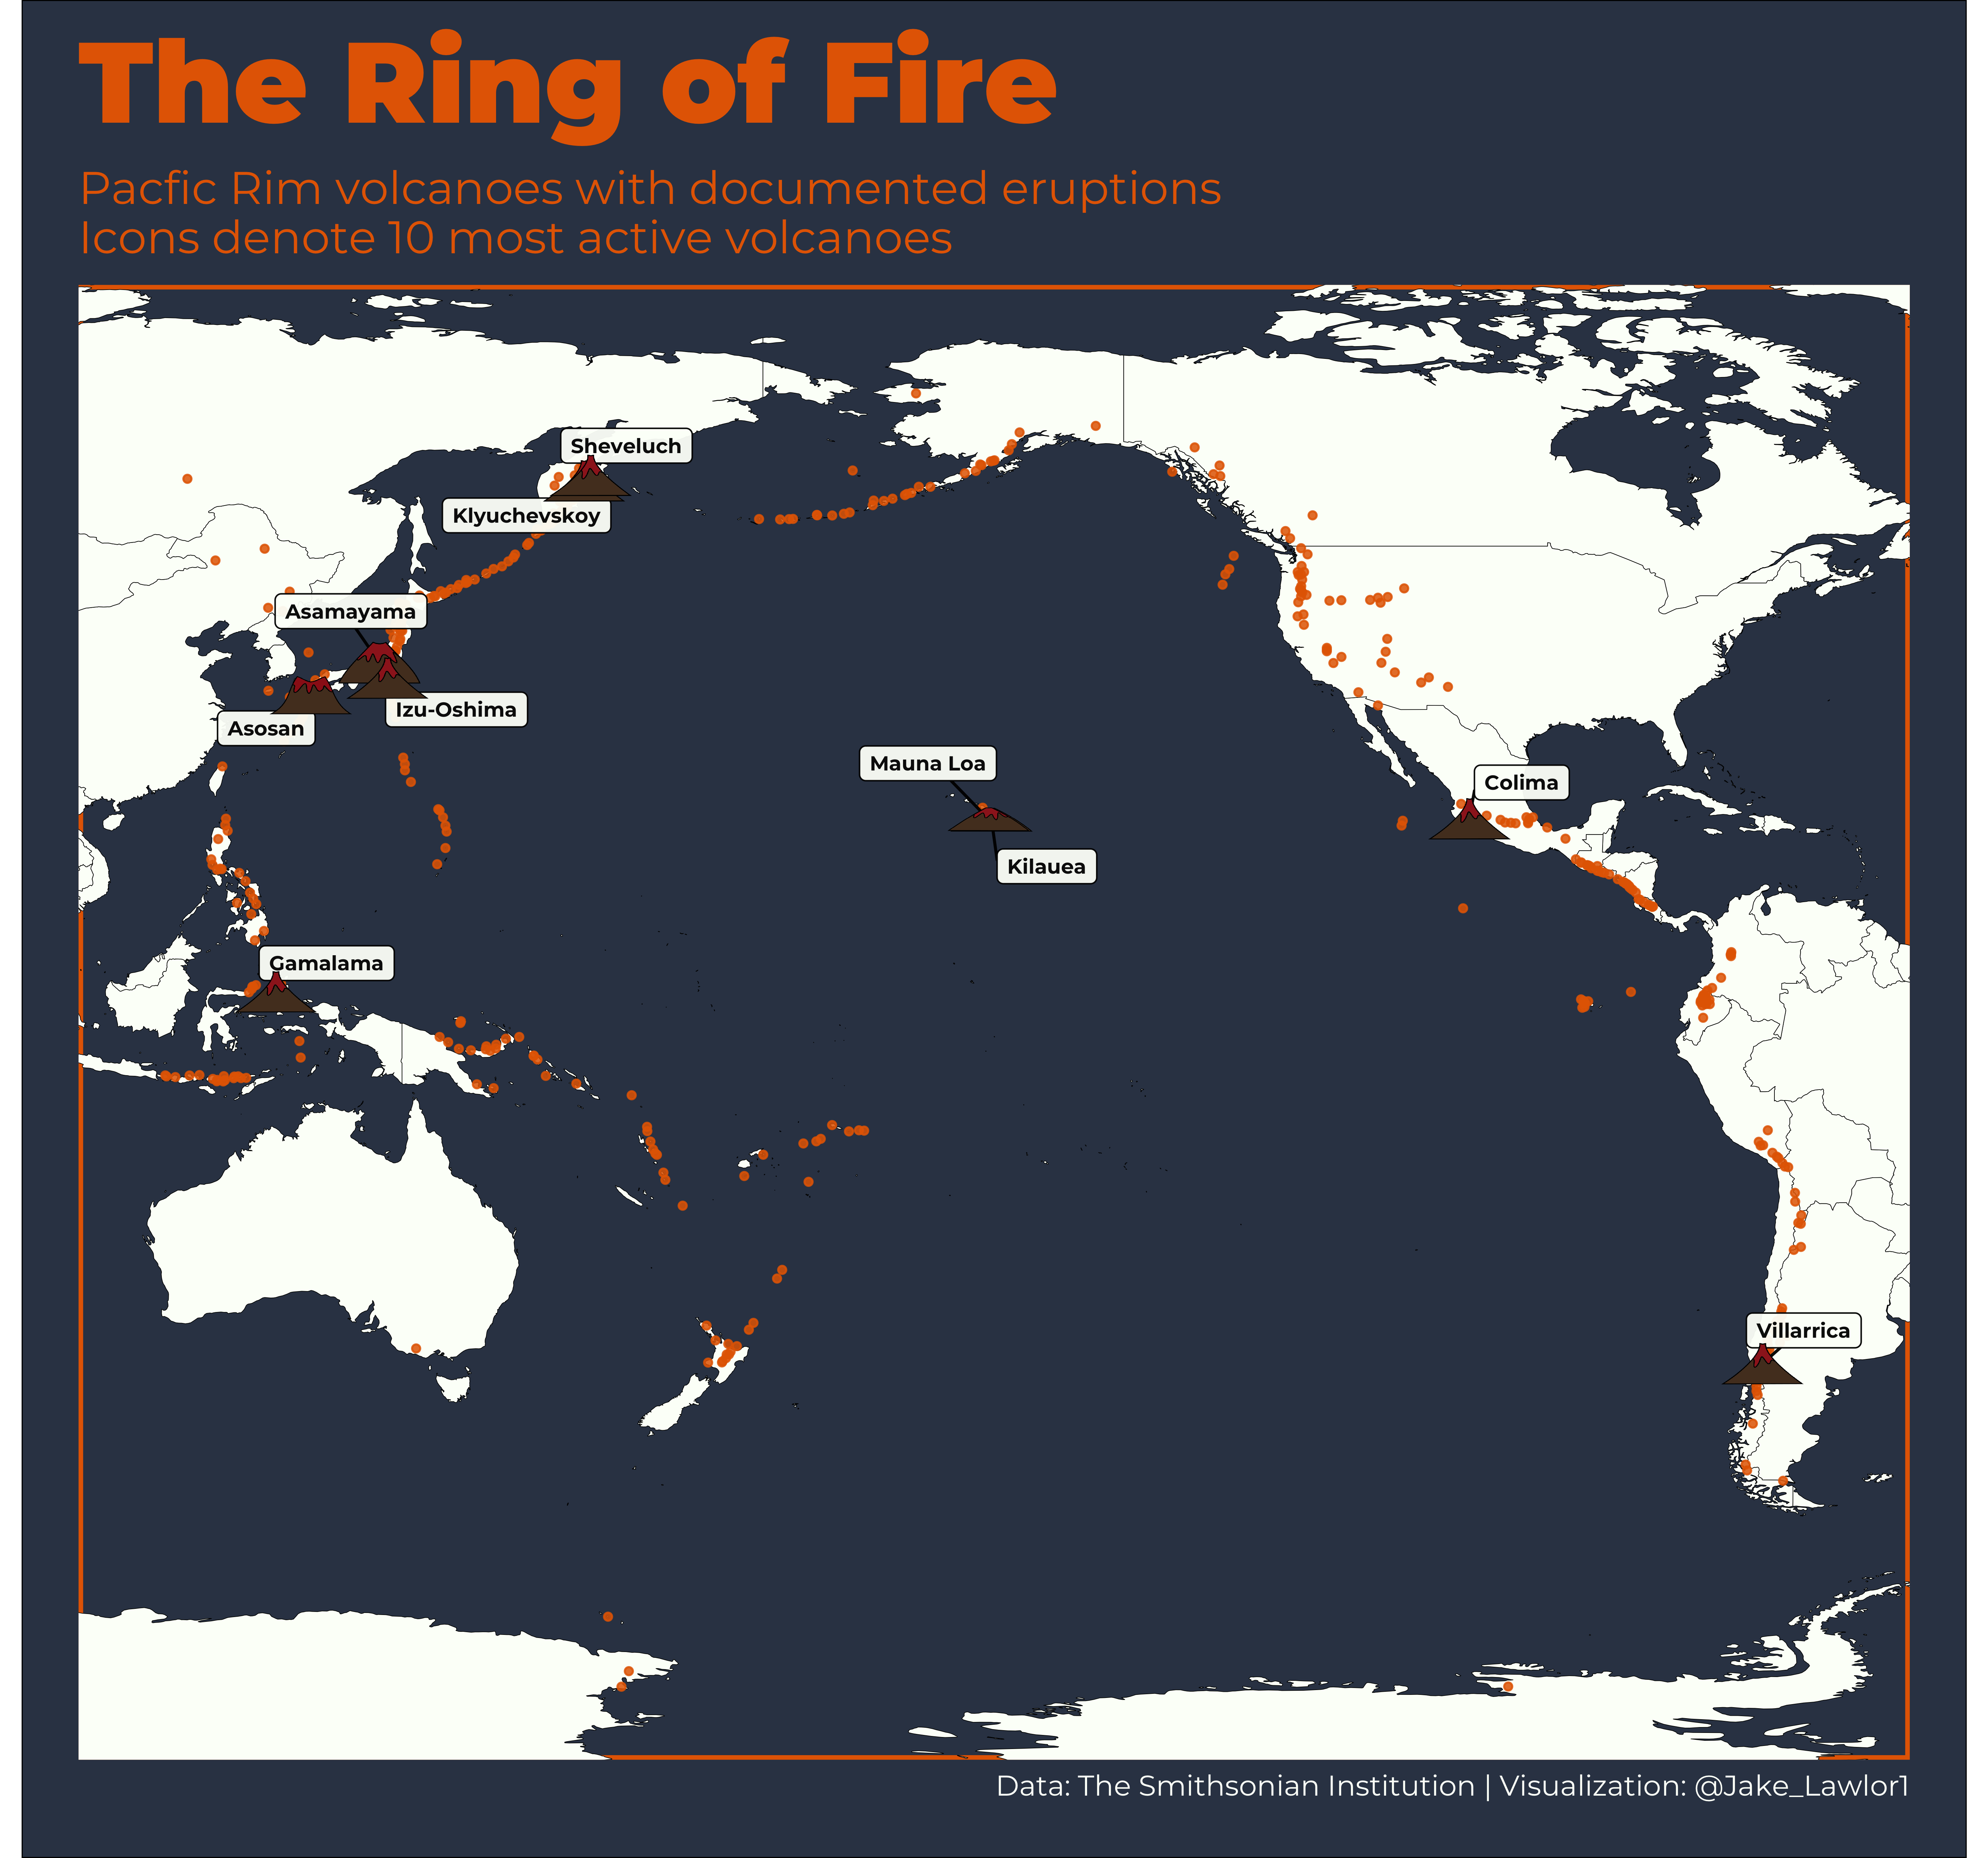 The Ring of Fire
Pacfic Rim volcanoes with documented eruptions
Icons denote 10 most active volcanoes
Sheveluch
Klyuchevskoy
Asamayama
Izu-Oshima
Asosan
Mauna Loa
Colima
Kilauea
Gamalama
Villarrica
Data: The Smithsonian Institution | Visualization: @Jake_Lawlor1